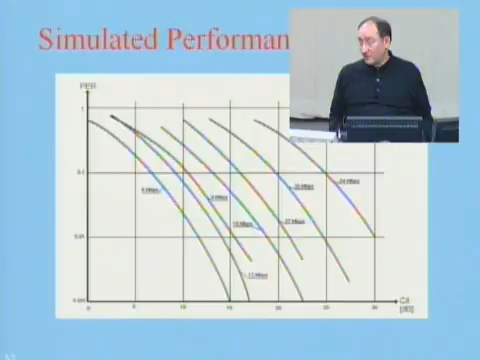 Simulated Performan
PER
1
0.1
0.01
0.001
6 Mbps
9 Mbps
12 Mbps
18 Mbps
27 Mbps
36 Mbps
54 Mbps
0 5 10 15 20 25 30
C/I
[dB]